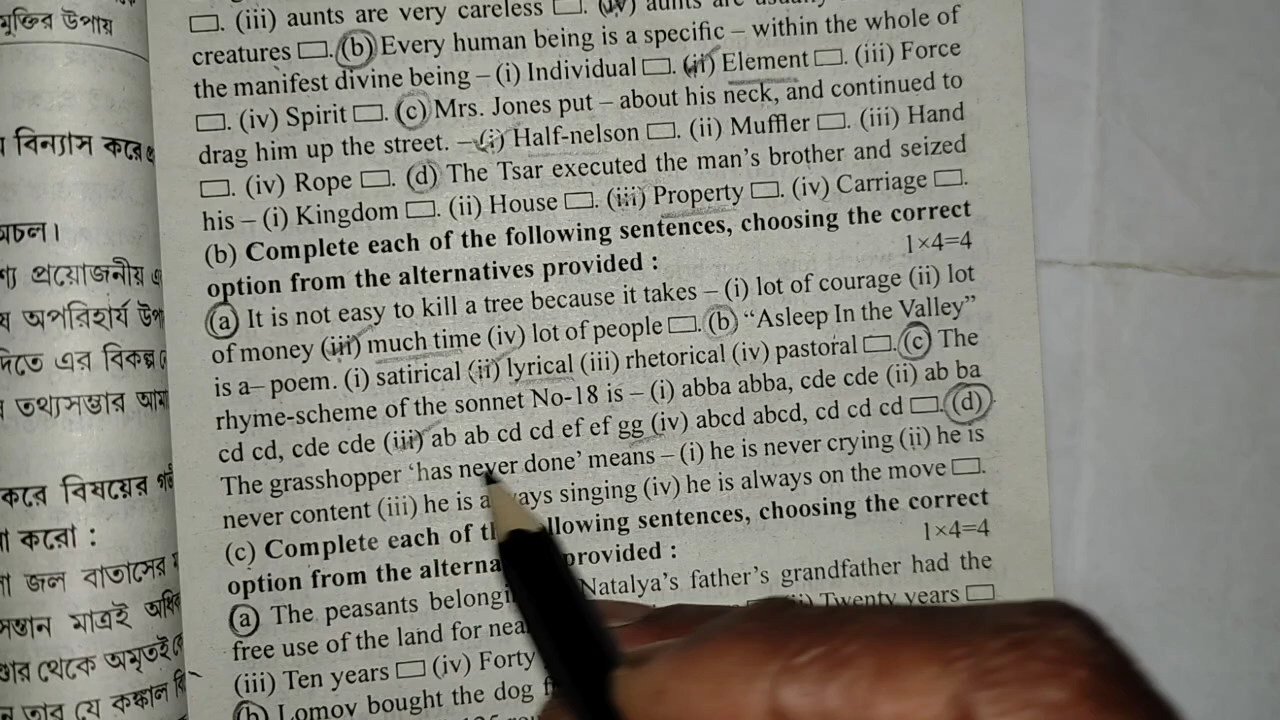 মুক্তির উপায়
বিন্যাস করে
প্রয়োজনীয়
অপরিহার্য
দিতে এর বিকল্প
তথ্যসম্ভার
করে বিষয়ের
করো :
জল বাতাসের
সন্তান মাত্রই
থেকে অমৃতই
যে কঙ্কাল
☐. (iii) aunts are very careless ☐. (iv) aunts are
creatures ☐. (b) Every human being is a specific – within the whole of
the manifest divine being – (i) Individual ☐. (ii) Element ☐. (iii) Force
☐. (iv) Spirit ☐. (c) Mrs. Jones put – about his neck, and continued to
drag him up the street. – (i) Half-nelson ☐. (ii) Muffler ☐. (iii) Hand
☐. (iv) Rope ☐. (d) The Tsar executed the man's brother and seized
his – (i) Kingdom ☐. (ii) House ☐. (iii) Property ☐. (iv) Carriage ☐.
(b) Complete each of the following sentences, choosing the correct
option from the alternatives provided : 1×4=4
(a) It is not easy to kill a tree because it takes – (i) lot of courage (ii) lot
of money (iii) much time (iv) lot of people ☐. (b) “Asleep In the Valley”
is a– poem. (i) satirical (ii) lyrical (iii) rhetorical (iv) pastoral ☐. (c) The
rhyme-scheme of the sonnet No-18 is – (i) abba abba, cde cde (ii) ab ba
cd cd, cde cde (iii) ab ab cd cd ef ef gg (iv) abcd abcd, cd cd cd ☐. (d)
The grasshopper ‘has never done’ means – (i) he is never crying (ii) he is
never content (iii) he is always singing (iv) he is always on the move ☐.
(c) Complete each of the following sentences, choosing the correct
option from the alterna provided : 1×4=4
(a) The peasants belongi Natalya's father's grandfather had the
free use of the land for nea Twenty years ☐
(iii) Ten years ☐ (iv) Forty
(b) Lomov bought the dog